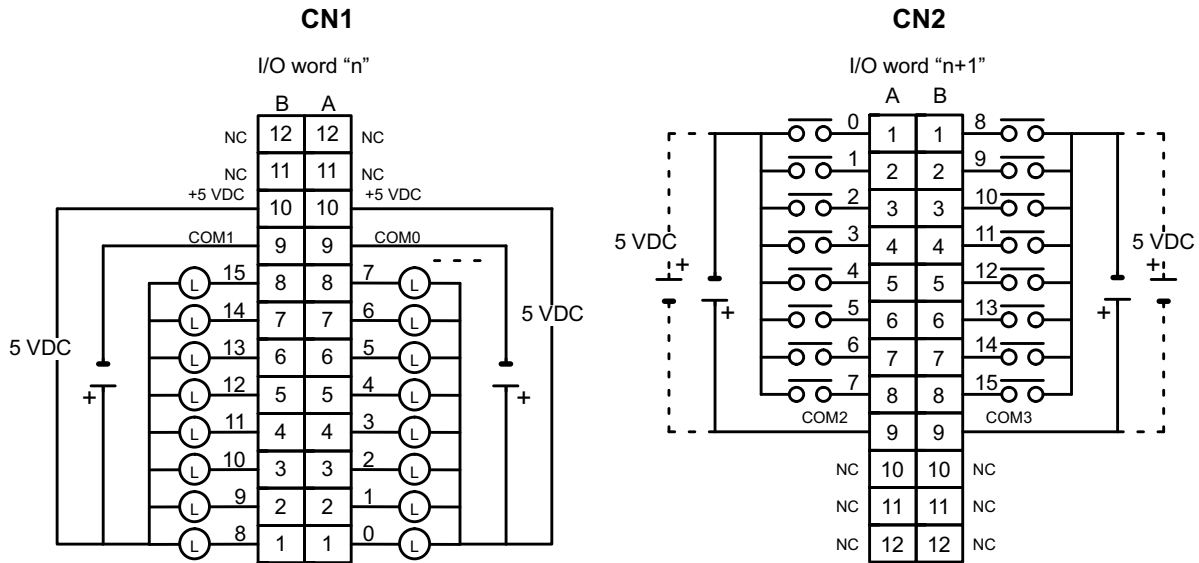 CN1
I/O word “n”
B A
NC 12 12 NC
NC 11 11 NC
+5 VDC 10 10 +5 VDC
COM1 9 9 COM0
L 15 8 8 7 L
L 14 7 7 6 L
L 13 6 6 5 L
L 12 5 5 4 L
L 11 4 4 3 L
L 10 3 3 2 L
L 9 2 2 1 L
L 8 1 1 0 L
5 VDC
+
+
5 VDC
CN2
I/O word “n+1”
A B
0 1 1 8
1 2 2 9
2 3 3 10
3 4 4 11
4 5 5 12
5 6 6 13
6 7 7 14
7 8 8 15
COM2 9 9 COM3
NC 10 10 NC
NC 11 11 NC
NC 12 12 NC
5 VDC
+
+
5 VDC
+
+